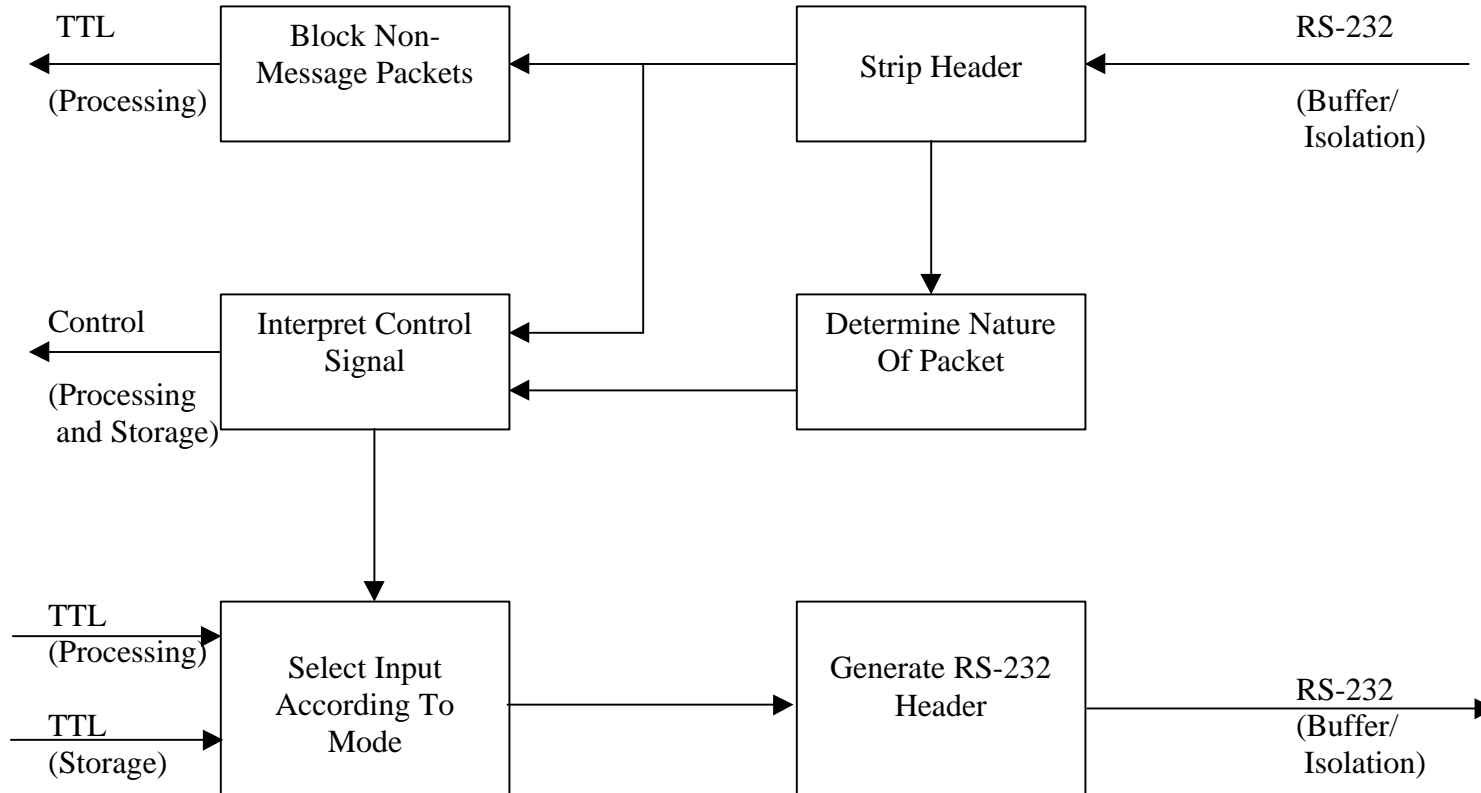 TTL
(Processing)
Block Non-
Message Packets
Strip Header
RS-232
(Buffer/
Isolation)
Control
(Processing
and Storage)
Interpret Control
Signal
Determine Nature
Of Packet
TTL
(Processing)
TTL
(Storage)
Select Input
According To
Mode
Generate RS-232
Header
RS-232
(Buffer/
Isolation)